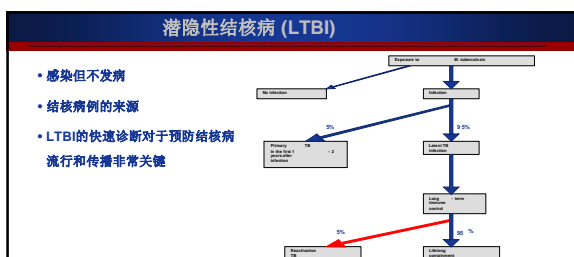 潜隐性结核病 (LTBI)
• 感染但不发病
• 结核病例的来源
• LTBI的快速诊断对于预防结核病
流行和传播非常关键
Exposure to M. tuberculosis
No infection
Infection
5%
95%
Primary TB
in the first 1 - 2
years after
infection
Latent TB
Infection
Long - term
immune
control
5%
95 %
Reactivation
TB
Lifelong
containment